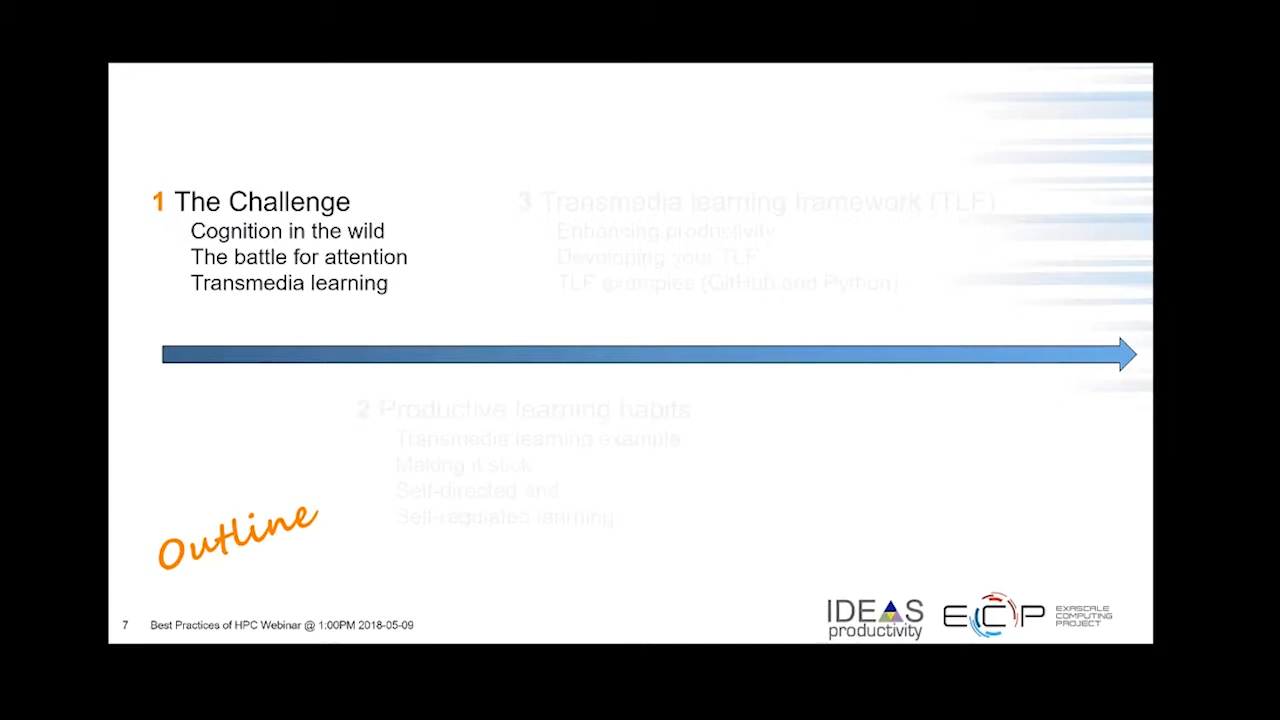 1 The Challenge
Cognition in the wild
The battle for attention
Transmedia learning
3 Transmedia learning framework (TLF)
Enhancing productivity
Developing your TLF
TLF examples (GitHub and Python)
2 Productive learning habits
Transmedia learning example
Making it stick
Self-directed and
Self-regulated learning
Outline
7 Best Practices of HPC Webinar @ 1:00PM 2018-05-09
IDEAS
productivity
ECP
EXASCALE
COMPUTING
PROJECT